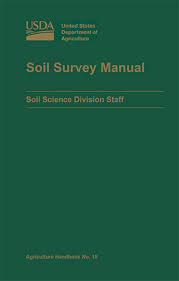 USDA
United States
Department of
Agriculture
Soil Survey Manual
Soil Science Division Staff
Agriculture Handbook No. 18